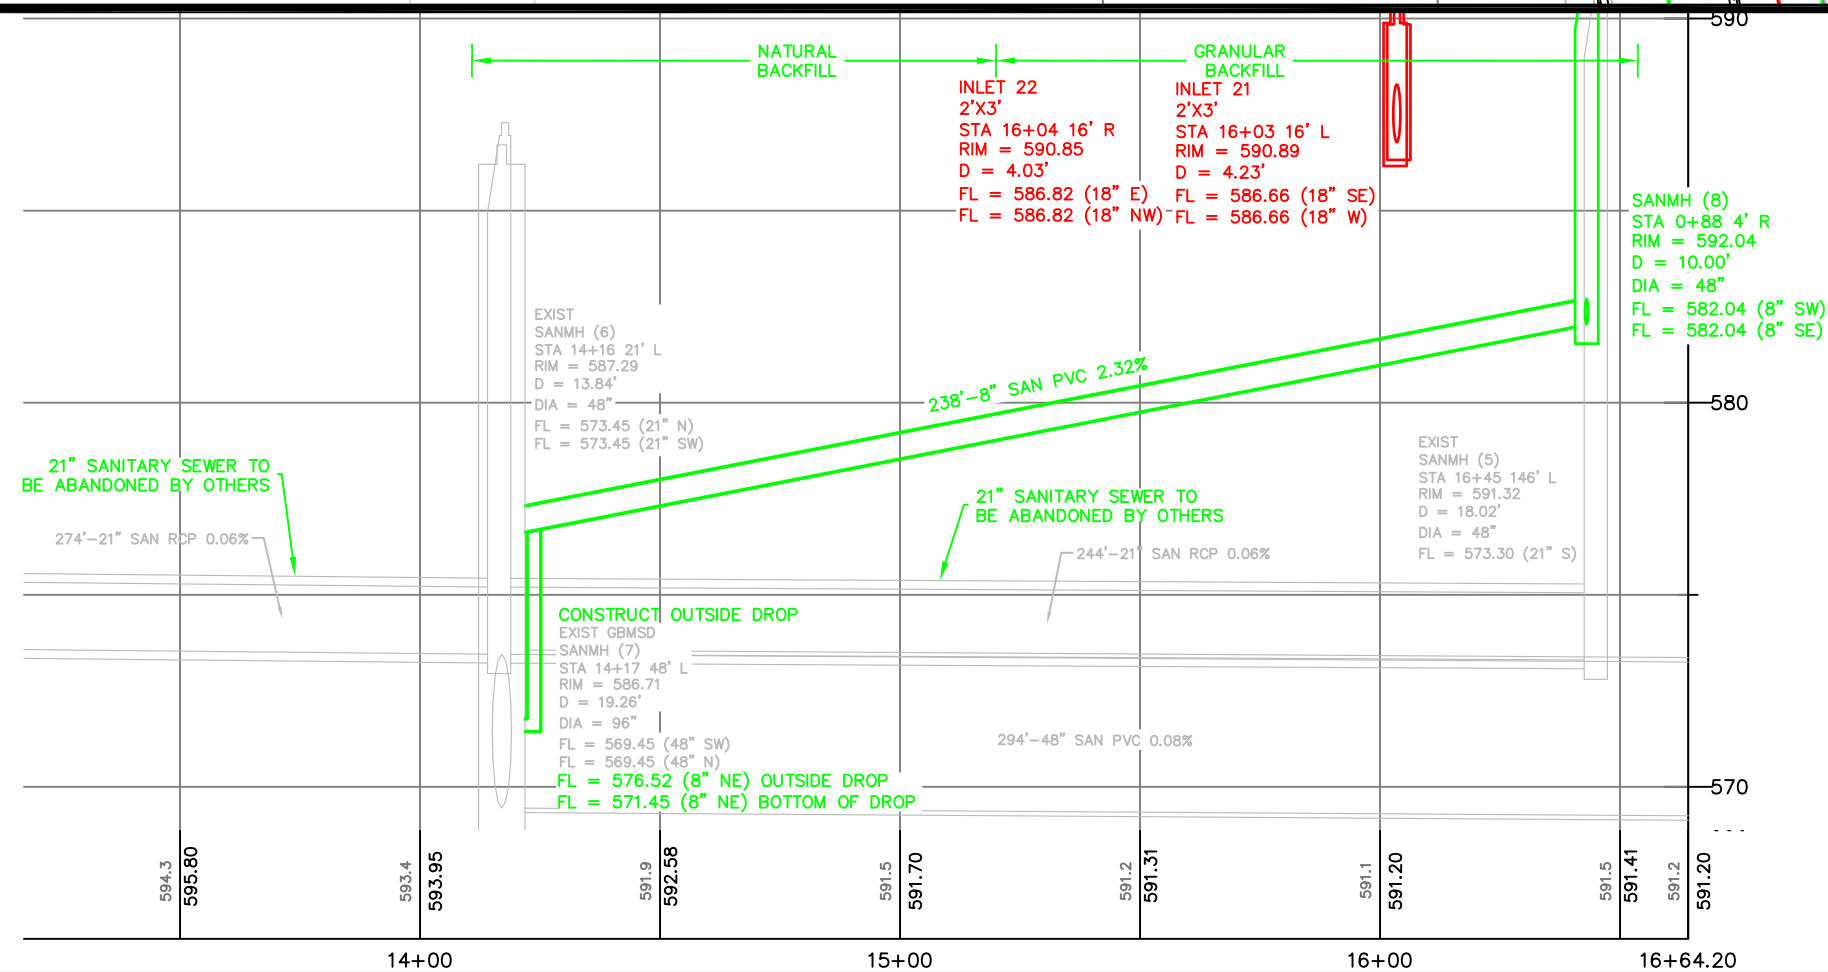 590
NATURAL
BACKFILL
GRANULAR
BACKFILL
INLET 22
2'X3'
STA 16+04 16' R
RIM = 590.85
D = 4.03'
FL = 586.82 (18" E)
FL = 586.82 (18" NW)
INLET 21
2'X3'
STA 16+03 16' L
RIM = 590.89
D = 4.23'
FL = 586.66 (18" SE)
FL = 586.66 (18" W)
SANMH (8)
STA 0+88 4' R
RIM = 592.04
D = 10.00'
DIA = 48"
FL = 582.04 (8" SW)
FL = 582.04 (8" SE)
EXIST
SANMH (6)
STA 14+16 21' L
RIM = 587.29
D = 13.84'
DIA = 48"
FL = 573.45 (21" N)
FL = 573.45 (21" SW)
238'-8" SAN PVC 2.32%
580
21" SANITARY SEWER TO
BE ABANDONED BY OTHERS
274'-21" SAN RCP 0.06%
21" SANITARY SEWER TO
BE ABANDONED BY OTHERS
244'-21" SAN RCP 0.06%
EXIST
SANMH (5)
STA 16+45 146' L
RIM = 591.32
D = 18.02'
DIA = 48"
FL = 573.30 (21" S)
CONSTRUCT OUTSIDE DROP
EXIST GBMSD
SANMH (7)
STA 14+17 48' L
RIM = 586.71
D = 19.26'
DIA = 96"
FL = 569.45 (48" SW)
FL = 569.45 (48" N)
FL = 576.52 (8" NE) OUTSIDE DROP
FL = 571.45 (8" NE) BOTTOM OF DROP
294'-48" SAN PVC 0.08%
570
594.3
595.80
593.4
593.95
591.9
592.58
591.5
591.70
591.2
591.31
591.1
591.20
591.5
591.41
591.2
591.20
14+00
15+00
16+00
16+64.20